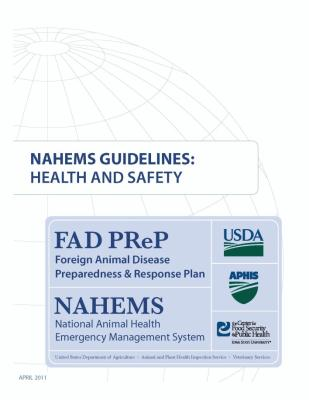 NAHEMS GUIDELINES:
HEALTH AND SAFETY
FAD PReP
Foreign Animal Disease
Preparedness & Response Plan
NAHEMS
National Animal Health
Emergency Management System
USDA
APHIS
the Center for
Food Security
& Public Health
IOWA STATE UNIVERSITY®
United States Department of Agriculture • Animal and Plant Health Inspection Service • Veterinary Services
APRIL 2011